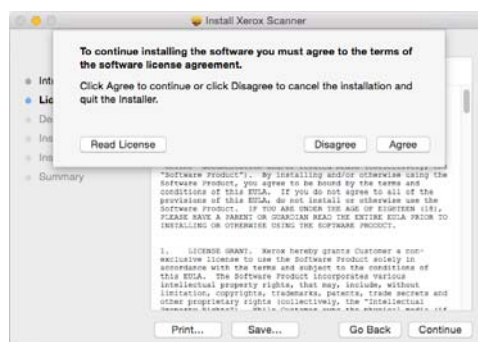 Install Xerox Scanner
To continue installing the software you must agree to the terms of
the software license agreement.
Click Agree to continue or click Disagree to cancel the installation and
quit the Installer.
Read License
Disagree
Agree
Int
Lic
De
Ins
Ins
Summary
"Software Product"). By installing and/or otherwise using the
Software Product, you agree to be bound by the terms and
conditions of this EULA. If you do not agree to all of the
provisions of this EULA, do not install or otherwise use the
Software Product. IF YOU ARE UNDER THE AGE OF EIGHTEEN (18),
PLEASE HAVE A PARENT OR GUARDIAN READ THE ENTIRE EULA PRIOR TO
INSTALLING OR OTHERWISE USING THE SOFTWARE PRODUCT.
1. LICENSE GRANT. Xerox hereby grants Customer a non-
exclusive license to use the Software Product solely in
accordance with the terms and subject to the conditions of
this EULA. The Software Product incorporates various
intellectual property rights, that may, include, without
limitation, copyrights, trademarks, patents, trade secrets and
other proprietary rights (collectively, the "Intellectual
Print...
Save...
Go Back
Continue